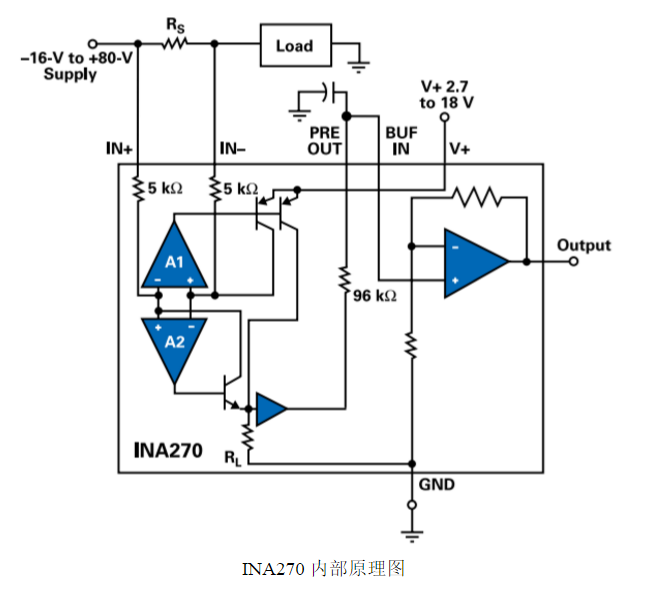 RS
Load
–16-V to +80-V
Supply
V+ 2.7
to 18 V
PRE
OUT
BUF
IN
IN+
IN–
V+
5 kΩ
5 kΩ
A1
– +
– 
+
Output
96 kΩ
+ –
A2
INA270
RL
GND
INA270 内部原理图